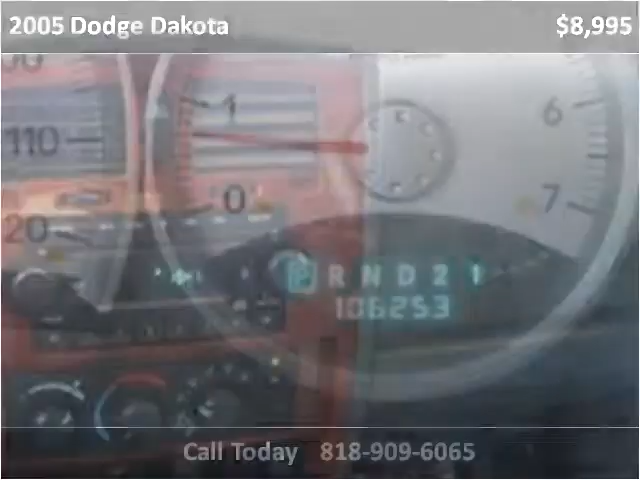 2005 Dodge Dakota $8,995
1 6
110
0 7
20
P R N D 2 1
106253
Call Today 818-909-6065